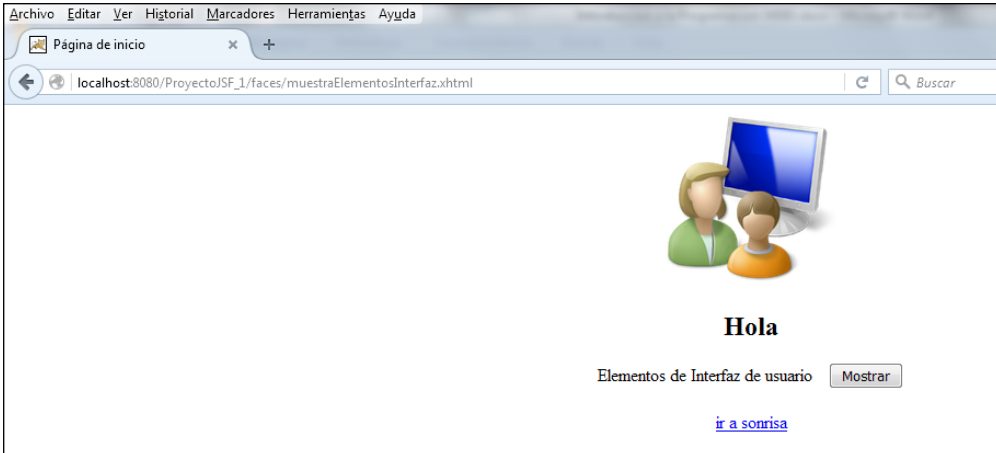 Archivo Editar Ver Historial Marcadores Herramientas Ayuda
Página de inicio
localhost:8080/ProyectoJSF_1/faces/muestraElementosInterfaz.xhtml
Buscar
Hola
Elementos de Interfaz de usuario Mostrar
ir a sonrisa